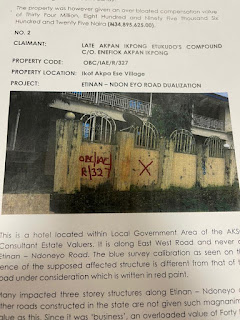 The property was however given an over bloated compensation value
of Thirty Four Million, Eight Hundred and Ninety Five Thousand Six
Hundred and Twenty Five Naira (N34,895,625.00).
NO. 2
CLAIMANT: LATE AKPAN IKPONG ETUKUDO'S COMPOUND
C/O. ENEFIOK AKPAN IKPONG
PROPERTY CODE: OBC/IAE/R/327
PROPERTY LOCATION: Ikot Akpa Ese Village
PROJECT: ETINAN – NDON EYO ROAD DUALIZATION
OBC/IAE
R/327
X
This is a hotel located within Local Government Area of the AKS
Consultant Estate Valuers. It is along East West Road and never o
Etinan – Ndoneyo Road. The blue survey calibration as seen on the
ence of the supposed affected structure is different from that of t
oad under consideration which is written in red paint.
Many impacted three storey structures along Etinan – Ndoneyo
other roads constructed in the state are not given such magnanim
alue as this. Since it was 'business', an overloaded value of Forty